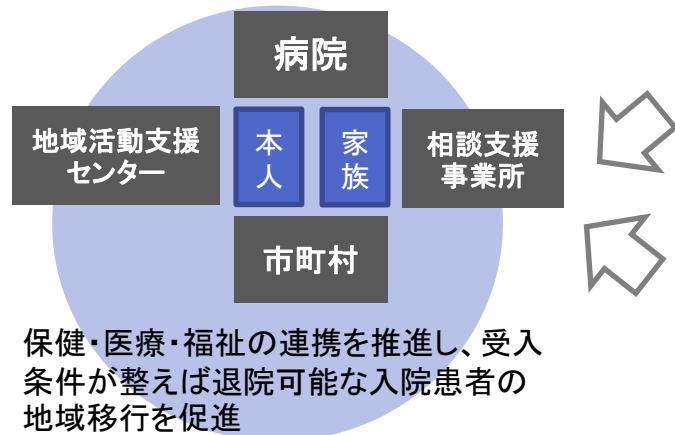 病院
地域活動支援
センター
本人
家族
相談支援
事業所
市町村
保健・医療・福祉の連携を推進し、受入
条件が整えば退院可能な入院患者の
地域移行を促進